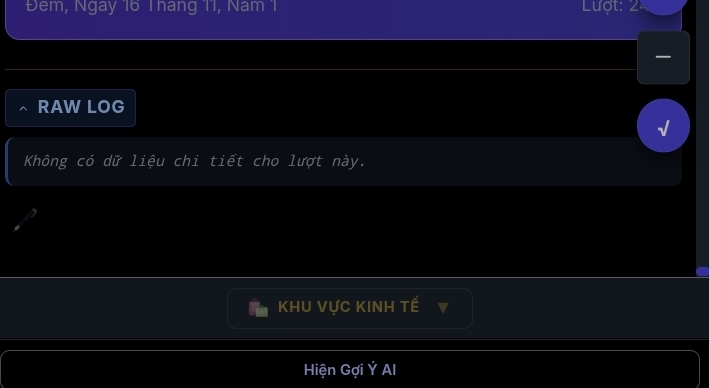 Đêm, Ngày 16 Tháng 11, Năm 1
Lượt:
RAW LOG
Không có dữ liệu chi tiết cho lượt này.
KHU VỰC KINH TẾ
Hiện Gợi Ý AI